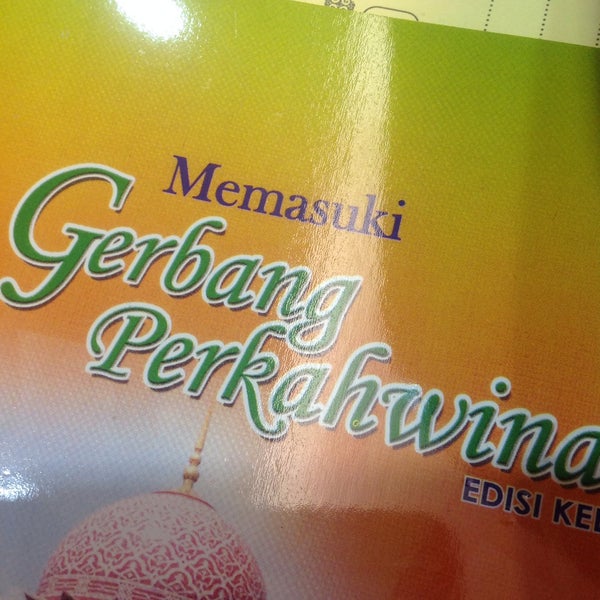 Memasuki
Gerbang
Perkahwina
EDISI KE